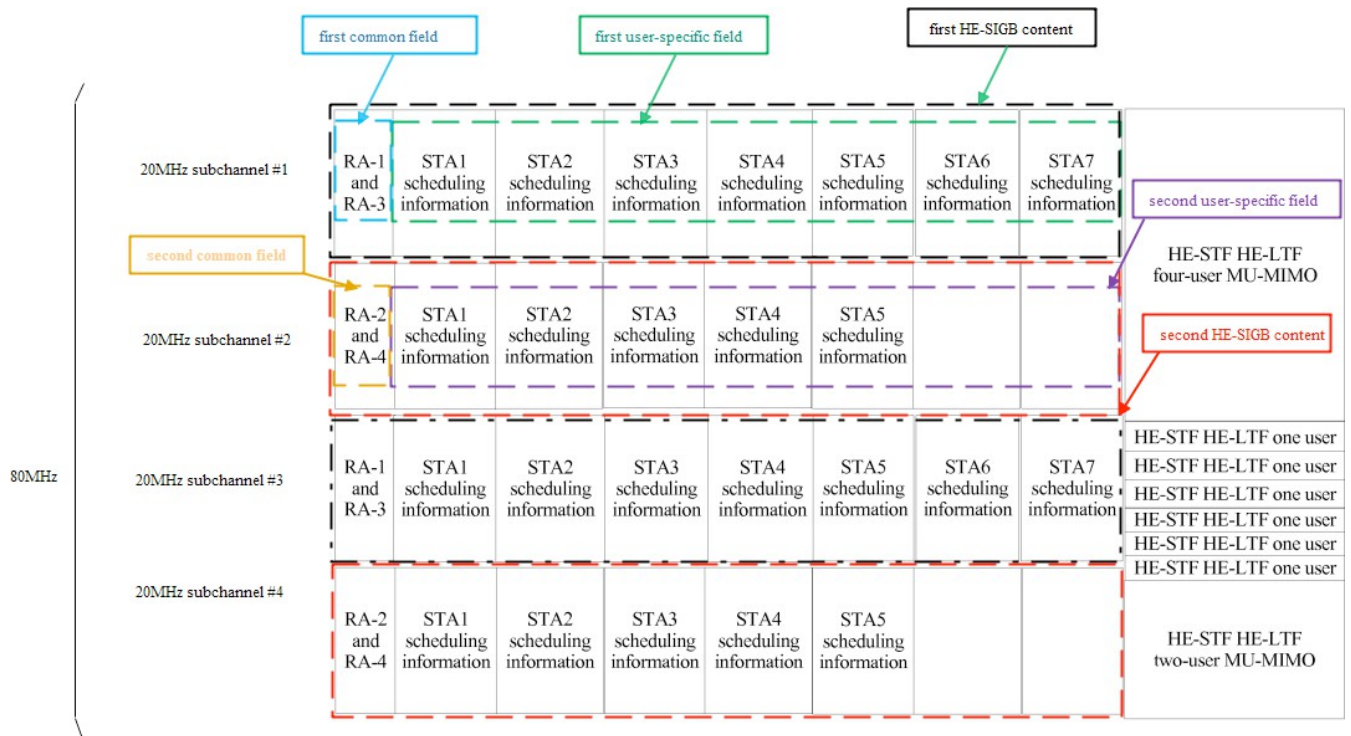 first common field
first user-specific field
first HE-SIGB content
20MHz subchannel #1
RA-1
and
RA-3
STA1
scheduling
information
STA2
scheduling
information
STA3
scheduling
information
STA4
scheduling
information
STA5
scheduling
information
STA6
scheduling
information
STA7
scheduling
information
second user-specific field
second common field
HE-STF HE-LTF
four-user MU-MIMO
20MHz subchannel #2
RA-2
and
RA-4
STA1
scheduling
information
STA2
scheduling
information
STA3
scheduling
information
STA4
scheduling
information
STA5
scheduling
information
second HE-SIGB content
80MHz
20MHz subchannel #3
RA-1
and
RA-3
STA1
scheduling
information
STA2
scheduling
information
STA3
scheduling
information
STA4
scheduling
information
STA5
scheduling
information
STA6
scheduling
information
STA7
scheduling
information
HE-STF HE-LTF one user
HE-STF HE-LTF one user
HE-STF HE-LTF one user
HE-STF HE-LTF one user
HE-STF HE-LTF one user
HE-STF HE-LTF one user
20MHz subchannel #4
RA-2
and
RA-4
STA1
scheduling
information
STA2
scheduling
information
STA3
scheduling
information
STA4
scheduling
information
STA5
scheduling
information
HE-STF HE-LTF
two-user MU-MIMO